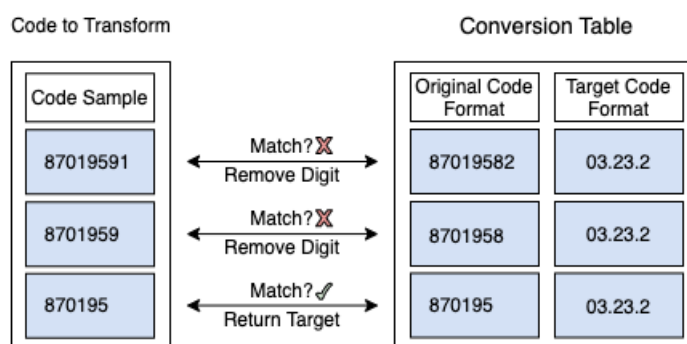 Code to Transform
Conversion Table
Code Sample
Original Code
Format
Target Code
Format
87019591
Match?
Remove Digit
87019582
03.23.2
8701959
Match?
Remove Digit
8701958
03.23.2
870195
Match?
Return Target
870195
03.23.2